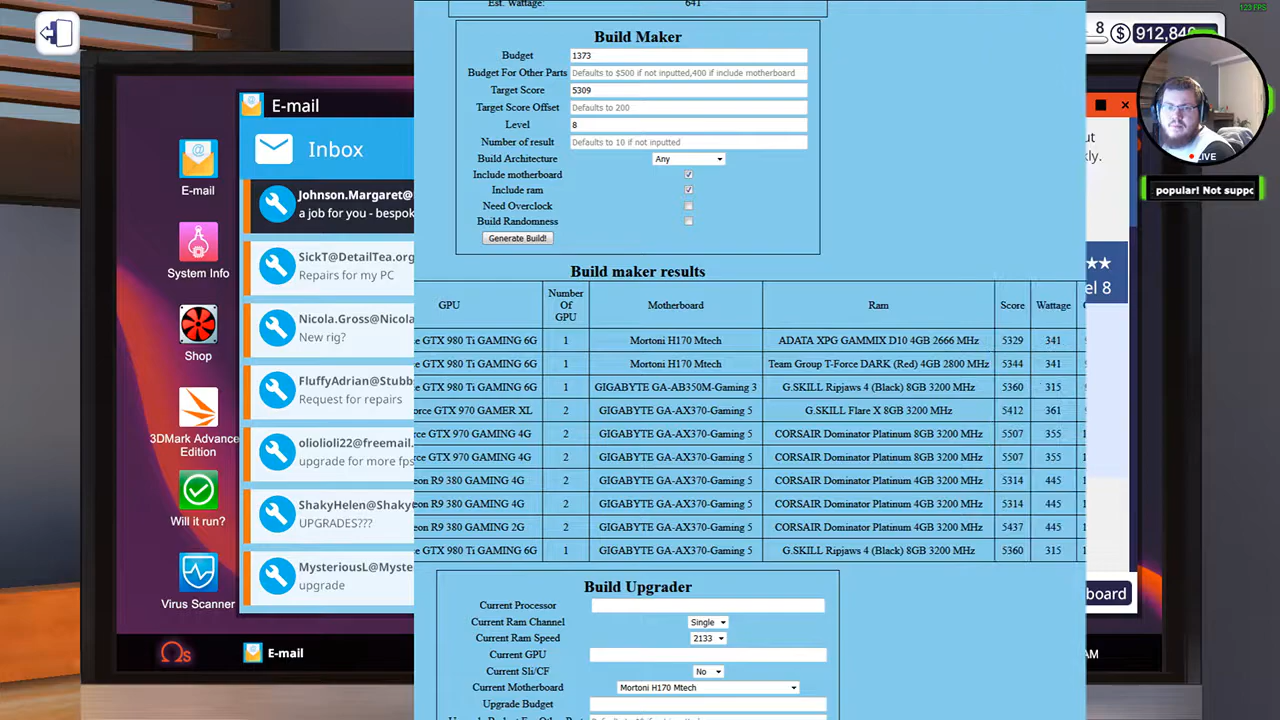 123 FPS
Est. Wattage: 641
8 $ 912,84
Build Maker
Budget 1373
Budget For Other Parts Defaults to $500 if not inputted,400 if include motherboard
Target Score 5309
Target Score Offset Defaults to 200
Level 8
Number of result Defaults to 10 if not inputted
Build Architecture Any
Include motherboard
Include ram
Need Overclock
Build Randomness
Generate Build!
Build maker results
GPU Number Of GPU Motherboard Ram Score Wattage
e GTX 980 Ti GAMING 6G 1 Mortoni H170 Mtech ADATA XPG GAMMIX D10 4GB 2666 MHz 5329 341
e GTX 980 Ti GAMING 6G 1 Mortoni H170 Mtech Team Group T-Force DARK (Red) 4GB 2800 MHz 5344 341
e GTX 980 Ti GAMING 6G 1 GIGABYTE GA-AB350M-Gaming 3 G.SKILL Ripjaws 4 (Black) 8GB 3200 MHz 5360 315
orce GTX 970 GAMER XL 2 GIGABYTE GA-AX370-Gaming 5 G.SKILL Flare X 8GB 3200 MHz 5412 361
ce GTX 970 GAMING 4G 2 GIGABYTE GA-AX370-Gaming 5 CORSAIR Dominator Platinum 8GB 3200 MHz 5507 355
ce GTX 970 GAMING 4G 2 GIGABYTE GA-AX370-Gaming 5 CORSAIR Dominator Platinum 8GB 3200 MHz 5507 355
eon R9 380 GAMING 4G 2 GIGABYTE GA-AX370-Gaming 5 CORSAIR Dominator Platinum 4GB 3200 MHz 5314 445
eon R9 380 GAMING 4G 2 GIGABYTE GA-AX370-Gaming 5 CORSAIR Dominator Platinum 4GB 3200 MHz 5314 445
eon R9 380 GAMING 2G 2 GIGABYTE GA-AX370-Gaming 5 CORSAIR Dominator Platinum 4GB 3200 MHz 5437 445
e GTX 980 Ti GAMING 6G 1 GIGABYTE GA-AX370-Gaming 5 G.SKILL Ripjaws 4 (Black) 8GB 3200 MHz 5360 315
Build Upgrader
Current Processor
Current Ram Channel Single
Current Ram Speed 2133
Current GPU
Current Sli/CF No
Current Motherboard Mortoni H170 Mtech
Upgrade Budget
E-mail
Inbox
Johnson.Margaret@
a job for you - bespok
SickT@DetailTea.org
Repairs for my PC
Nicola.Gross@Nicola
New rig?
FluffyAdrian@Stubb
Request for repairs
oliolioli22@freemail.
upgrade for more fps
ShakyHelen@Shakye
UPGRADES???
MysteriousL@Myste
upgrade
E-mail
System Info
Shop
3DMark Advance
Edition
Will it run?
Virus Scanner
E-mail
LIVE
popular! Not suppo
ut
kly.
el 8
board
AM